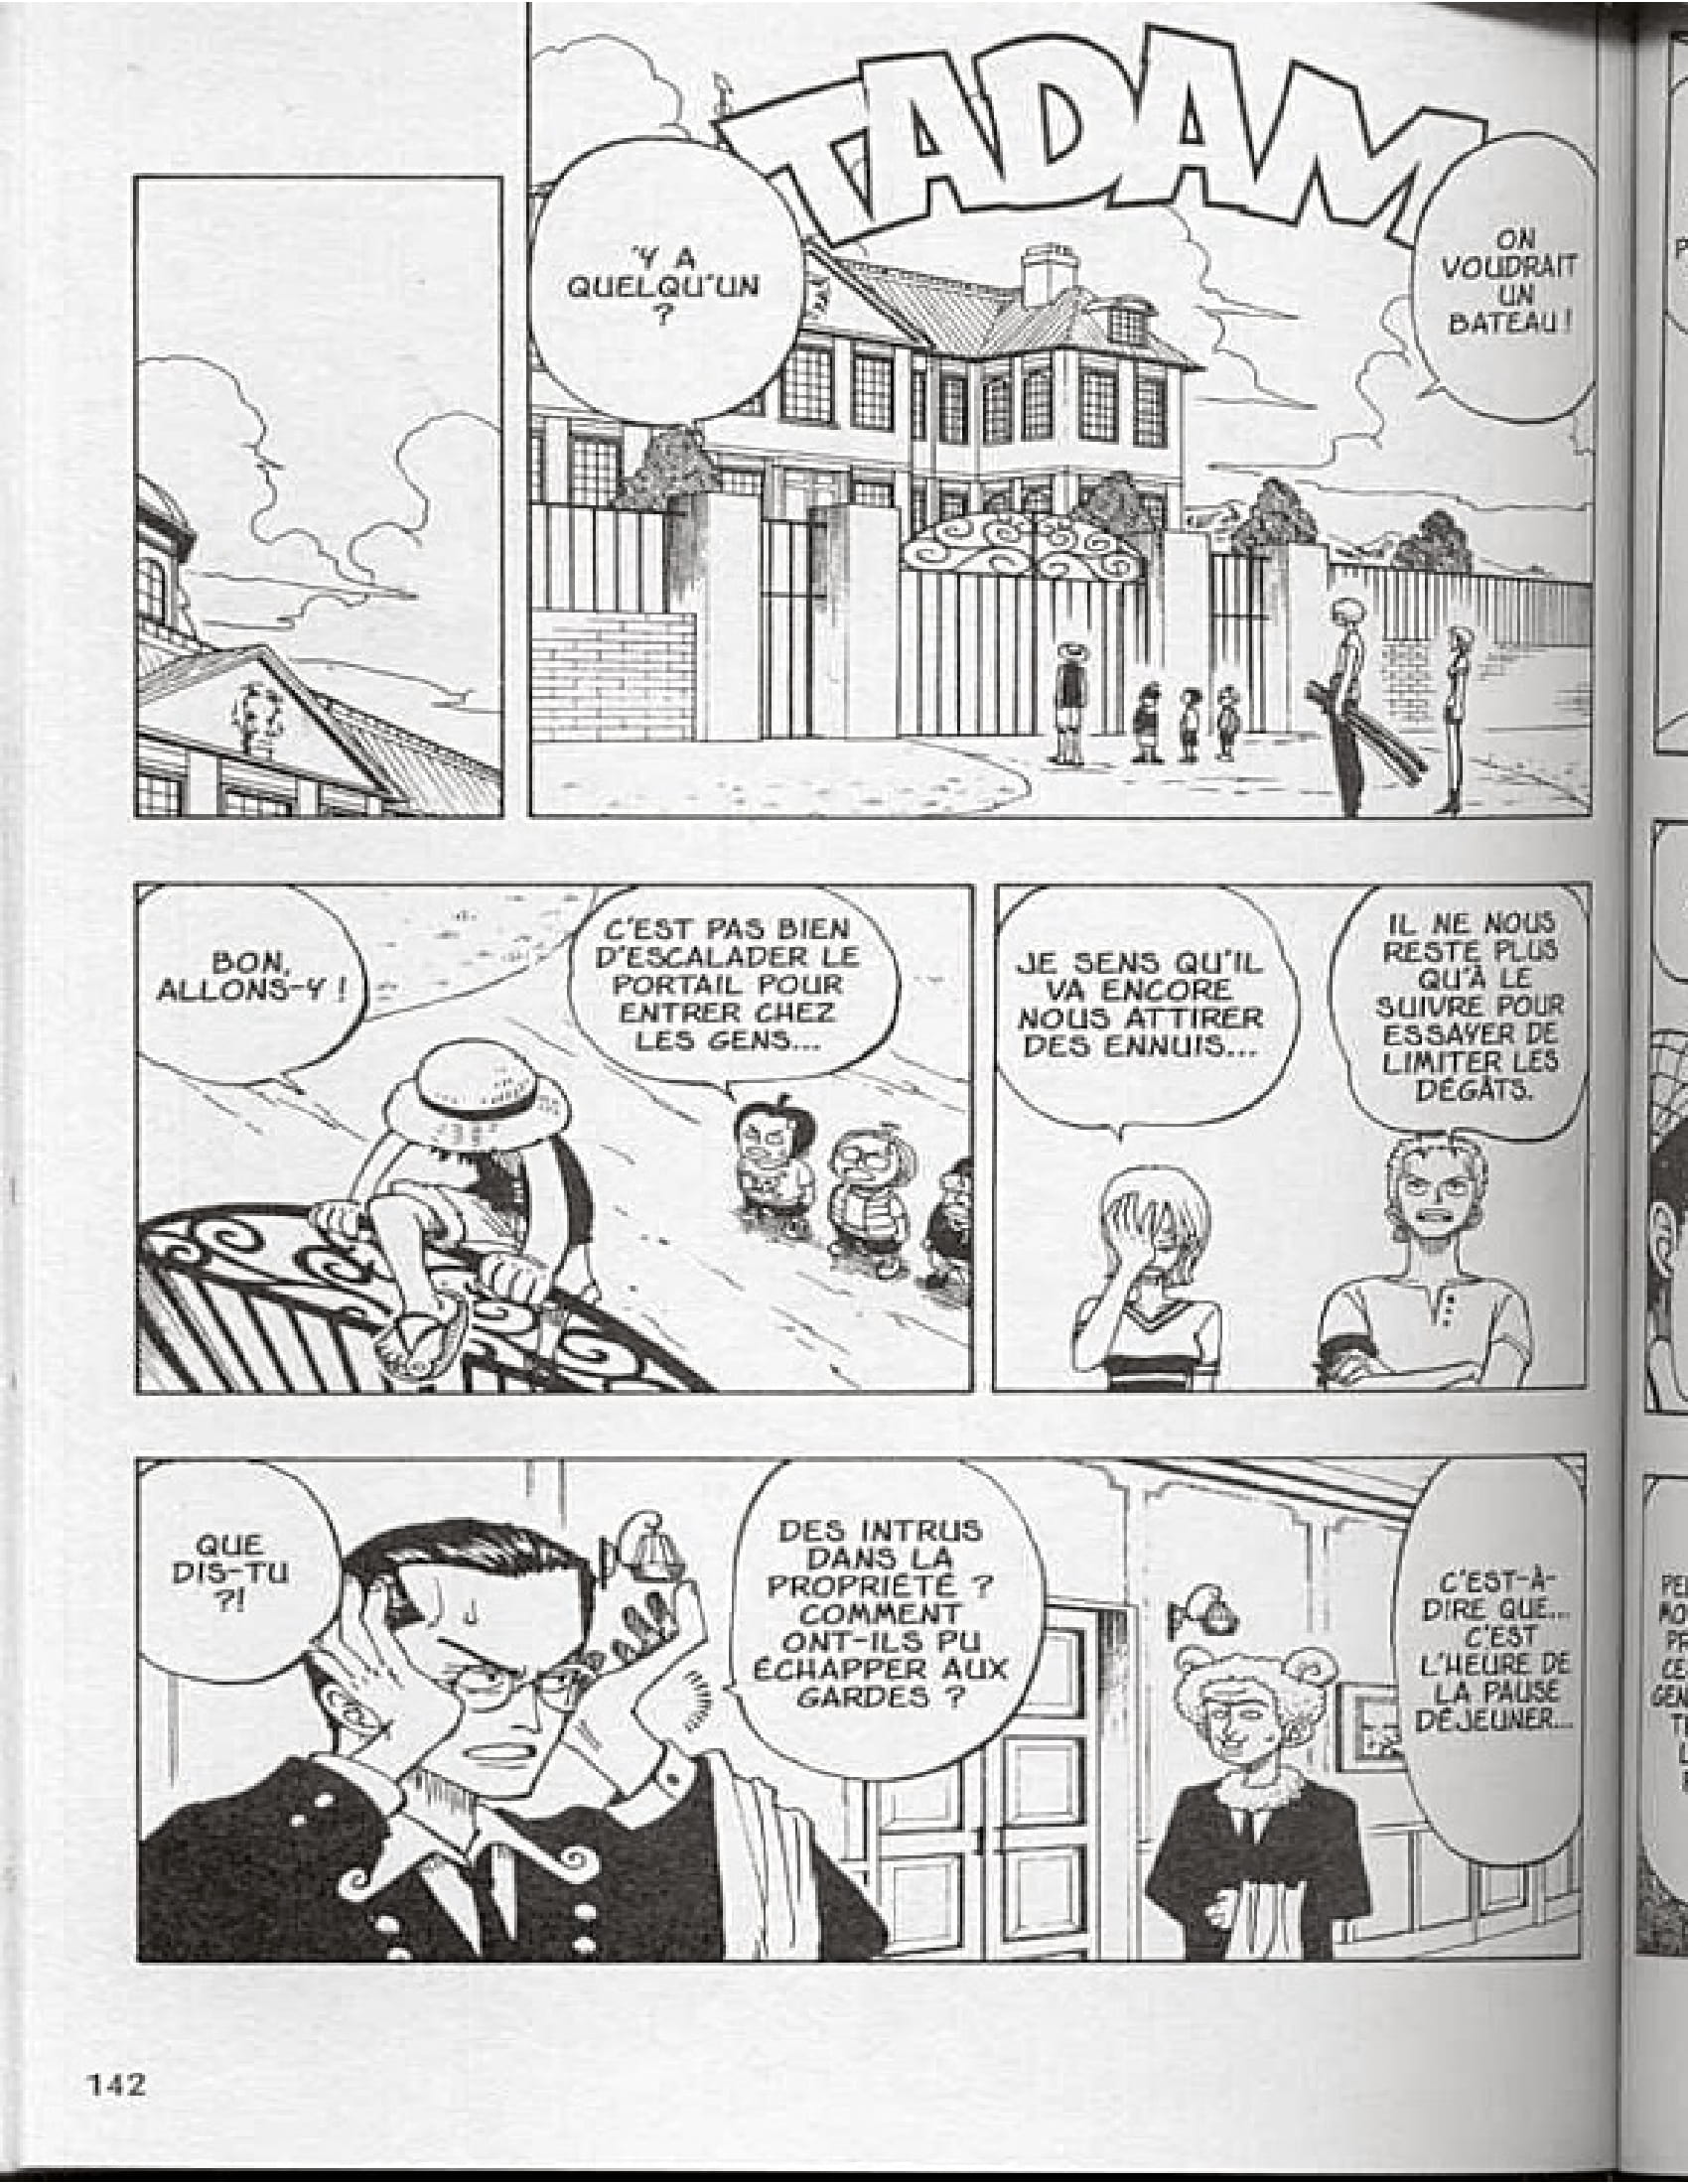 TADAM
ON
VOUDRAIT
UN
BATEAU !
'Y A
QUELQU'UN
?
IL NE NOUS
RESTE PLUS
QU'À LE
SUIVRE POUR
ESSAYER DE
LIMITER LES
DÉGÂTS.
JE SENS QU'IL
VA ENCORE
NOUS ATTIRER
DES ENNUIS...
C'EST PAS BIEN
D'ESCALADER LE
PORTAIL POUR
ENTRER CHEZ
LES GENS...
BON,
ALLONS-Y !
C'EST-À-
DIRE QUE...
C'EST
L'HEURE DE
LA PAUSE
DÉJEUNER...
DES INTRUS
DANS LA
PROPRIÉTÉ ?
COMMENT
ONT-ILS PU
ÉCHAPPER AUX
GARDES ?
QUE
DIS-TU
?!
142